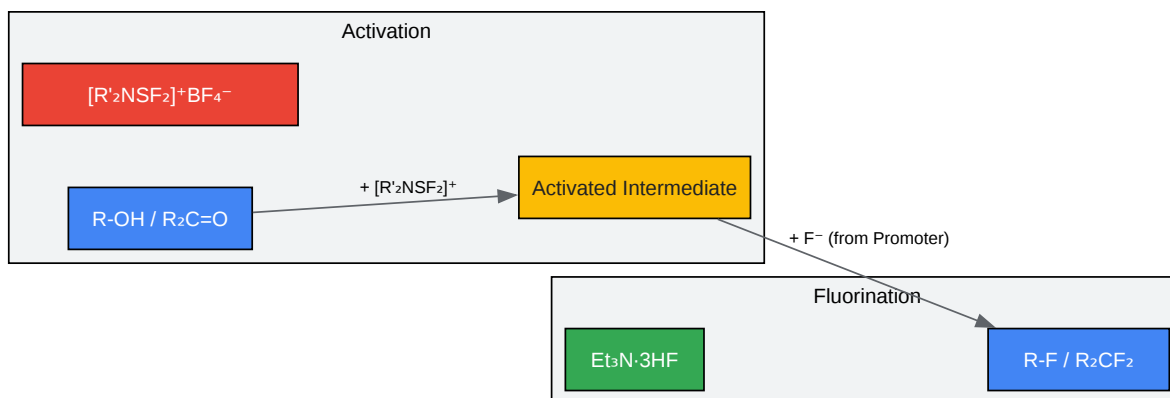 Activation
[R'₂NSF₂]⁺BF₄⁻
R-OH / R₂C=O
+ [R'₂NSF₂]⁺
Activated Intermediate
+ F⁻ (from Promoter)
Fluorination
Et₃N·3HF
R-F / R₂CF₂